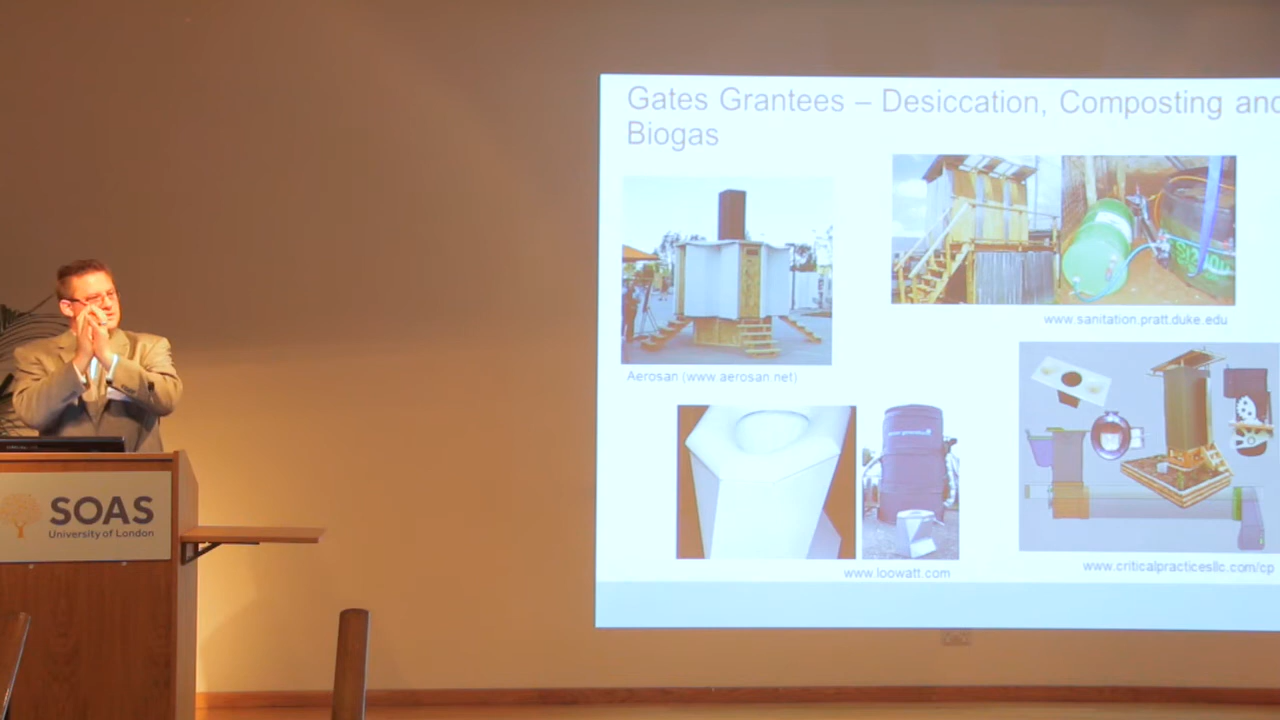 Gates Grantees – Desiccation, Composting and
Biogas
www.sanitation.pratt.duke.edu
Aerosan (www.aerosan.net)
www.loowatt.com
www.criticalpracticesllc.com/cp
SOAS
University of London